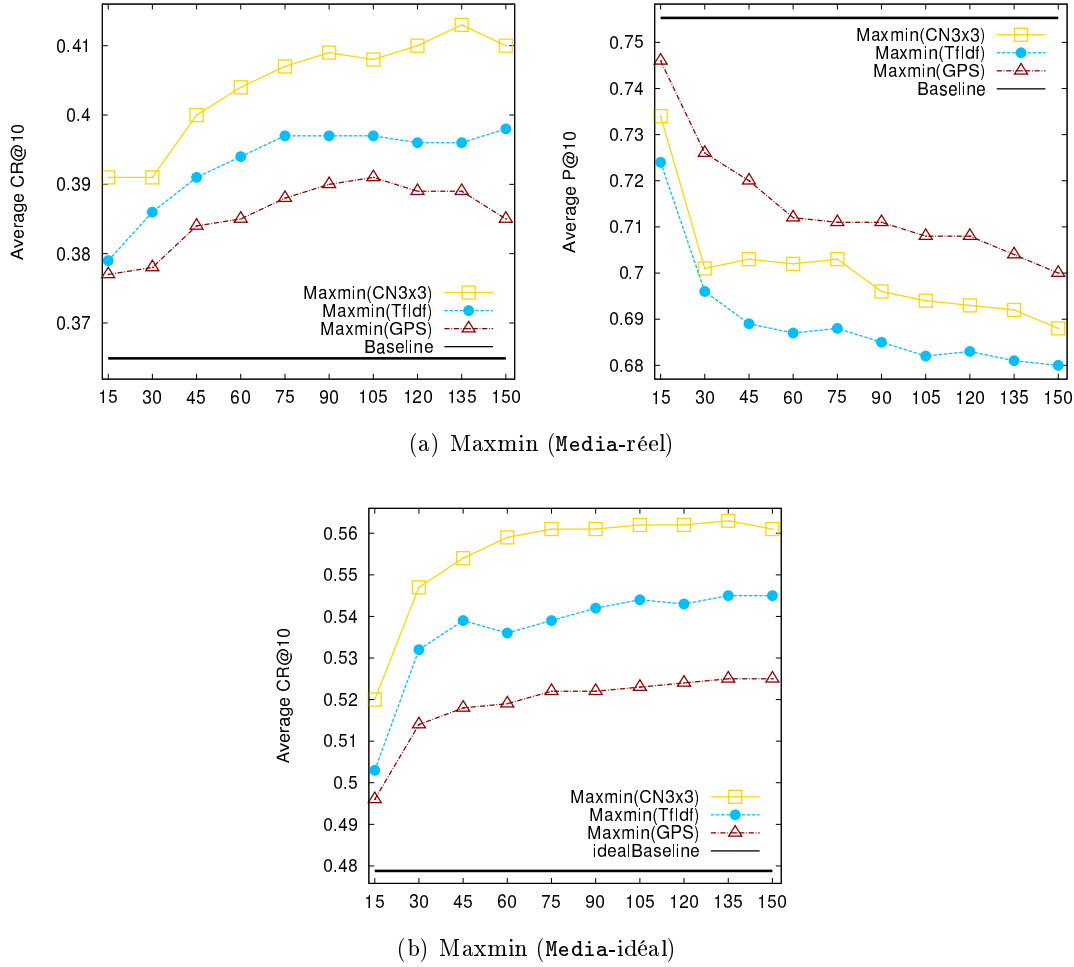 Average CR@10
0.41
0.4
0.39
0.38
0.37
Maxmin(CN3x3)
Maxmin(TfIdf)
Maxmin(GPS)
Baseline
15 30 45 60 75 90 105 120 135 150
Average P@10
0.75
0.74
0.73
0.72
0.71
0.7
0.69
0.68
Maxmin(CN3x3)
Maxmin(TfIdf)
Maxmin(GPS)
Baseline
15 30 45 60 75 90 105 120 135 150
(a) Maxmin (Media-réel)
Average CR@10
0.56
0.55
0.54
0.53
0.52
0.51
0.5
0.49
0.48
Maxmin(CN3x3)
Maxmin(TfIdf)
Maxmin(GPS)
idealBaseline
15 30 45 60 75 90 105 120 135 150
(b) Maxmin (Media-idéal)